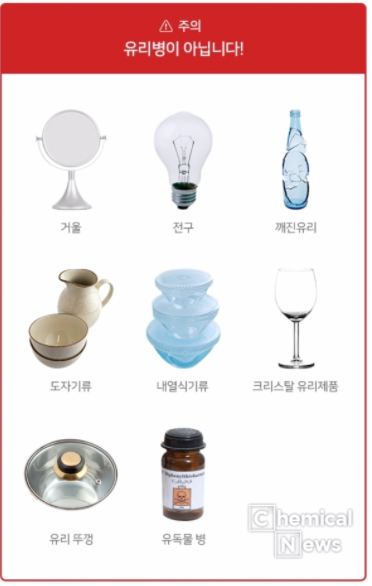 ⚠ 주의
유리병이 아닙니다!
거울
전구
깨진유리
도자기류
내열식기류
크리스탈 유리제품
유리 뚜껑
유독물 병
Chemical
News